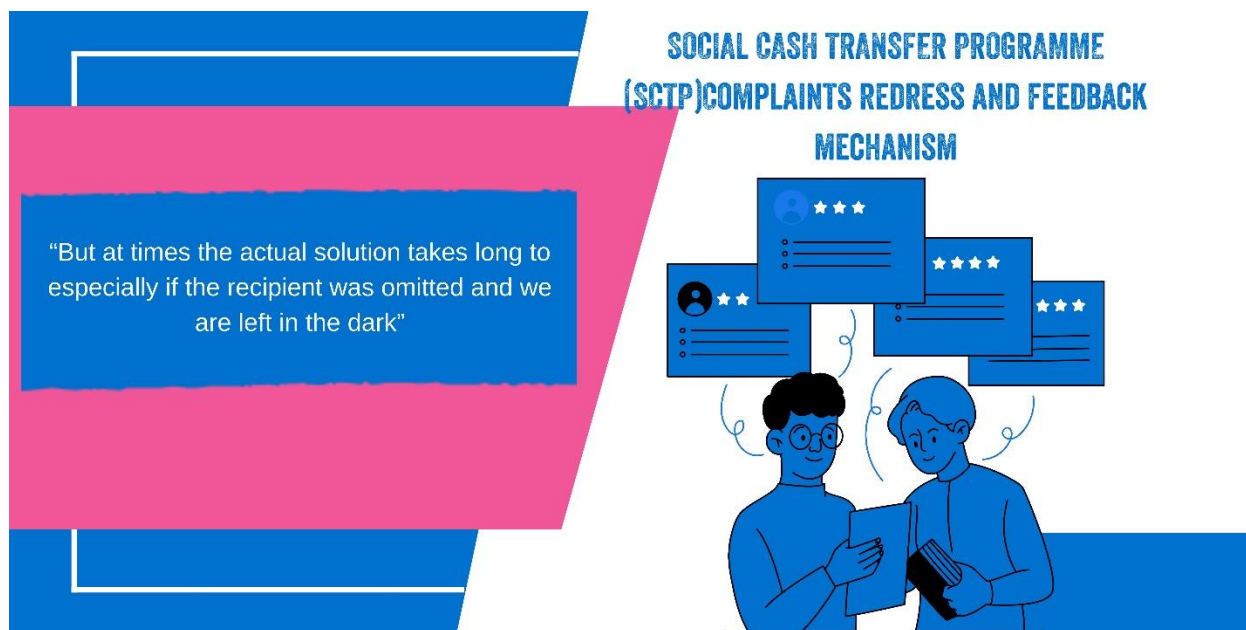 SOCIAL CASH TRANSFER PROGRAMME
(SCTP)COMPLAINTS REDRESS AND FEEDBACK
MECHANISM
“But at times the actual solution takes long to
especially if the recipient was omitted and we
are left in the dark”